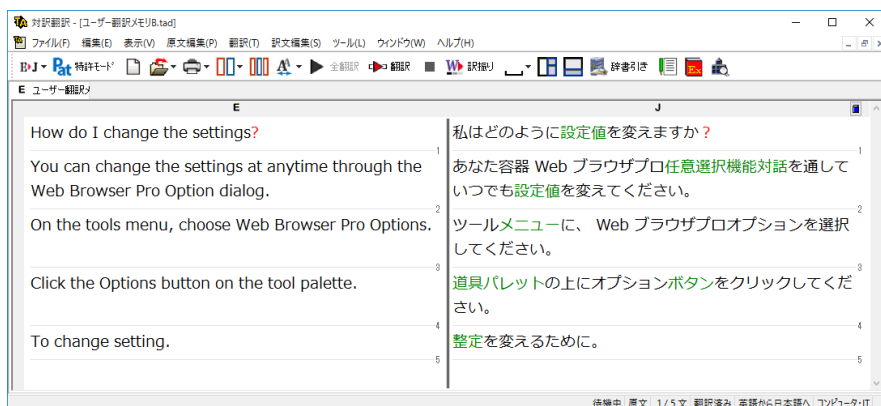 対訳翻訳 - [ユーザー翻訳メモリB.tad]
ファイル(F) 編集(E) 表示(V) 原文編集(P) 翻訳(T) 訳文編集(S) ツール(L) ウィンドウ(W) ヘルプ(H)
E›J Pat 特許モード A 全翻訳 翻訳 W 訳振り 辞書引き Ex
E ユーザー翻訳メ
E J
How do I change the settings?
私はどのように設定値を変えますか？
1 1
You can change the settings at anytime through the
Web Browser Pro Option dialog.
あなた容器 Web ブラウザプロ任意選択機能対話を通して
いつでも設定値を変えてください。
2 2
On the tools menu, choose Web Browser Pro Options.
ツールメニューに、 Web ブラウザプロオプションを選択
してください。
3 3
Click the Options button on the tool palette.
道具パレットの上にオプションボタンをクリックしてくだ
さい。
4 4
To change setting.
整定を変えるために。
5 5
待機中 原文 1/5文 翻訳済み 英語から日本語へ コンピュータ・IT